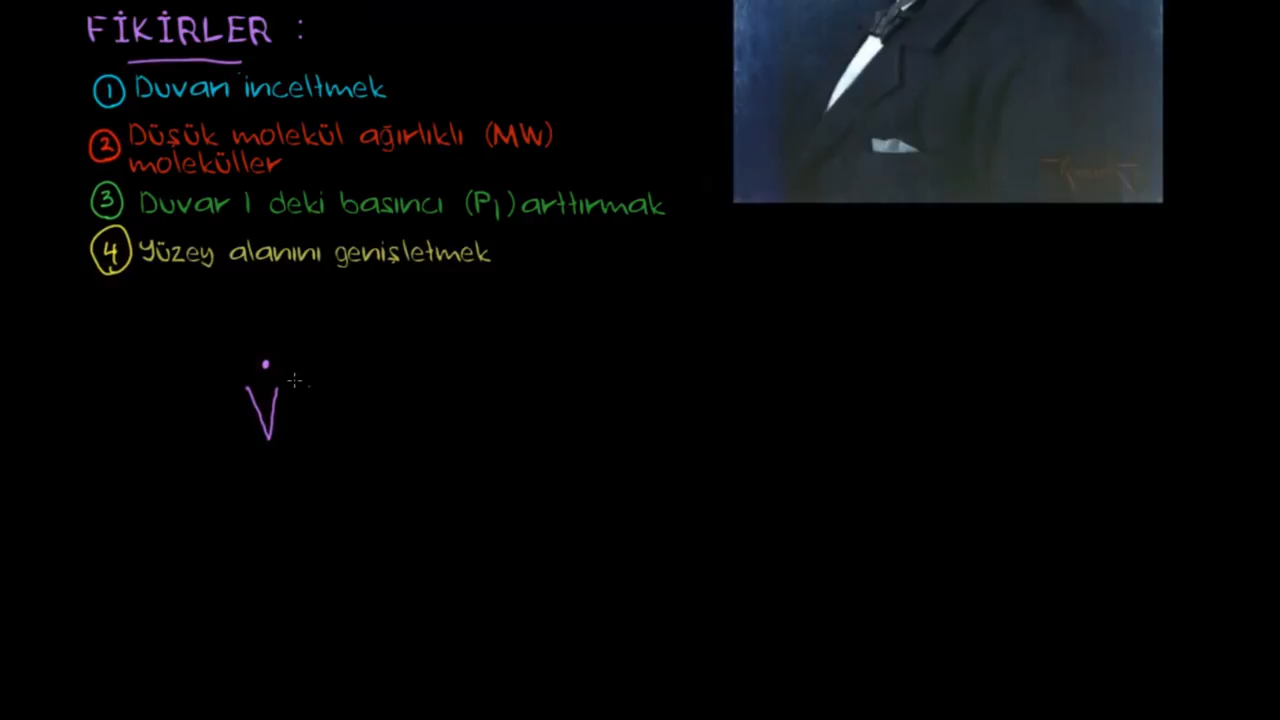 FİKİRLER :
① Duvarı inceltmek
② Düşük molekül ağırlıklı (MW)
moleküller
③ Duvar 1 deki basıncı (P₁) arttırmak
④ Yüzey alanını genişletmek
V̇